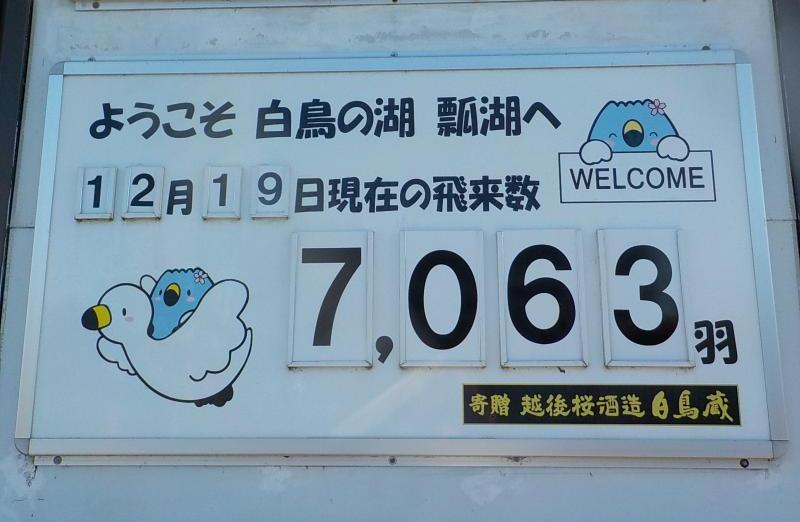 ようこそ 白鳥の湖 瓢湖へ
WELCOME
12月19日現在の飛来数
7,063羽
寄贈 越後桜酒造 白鳥蔵